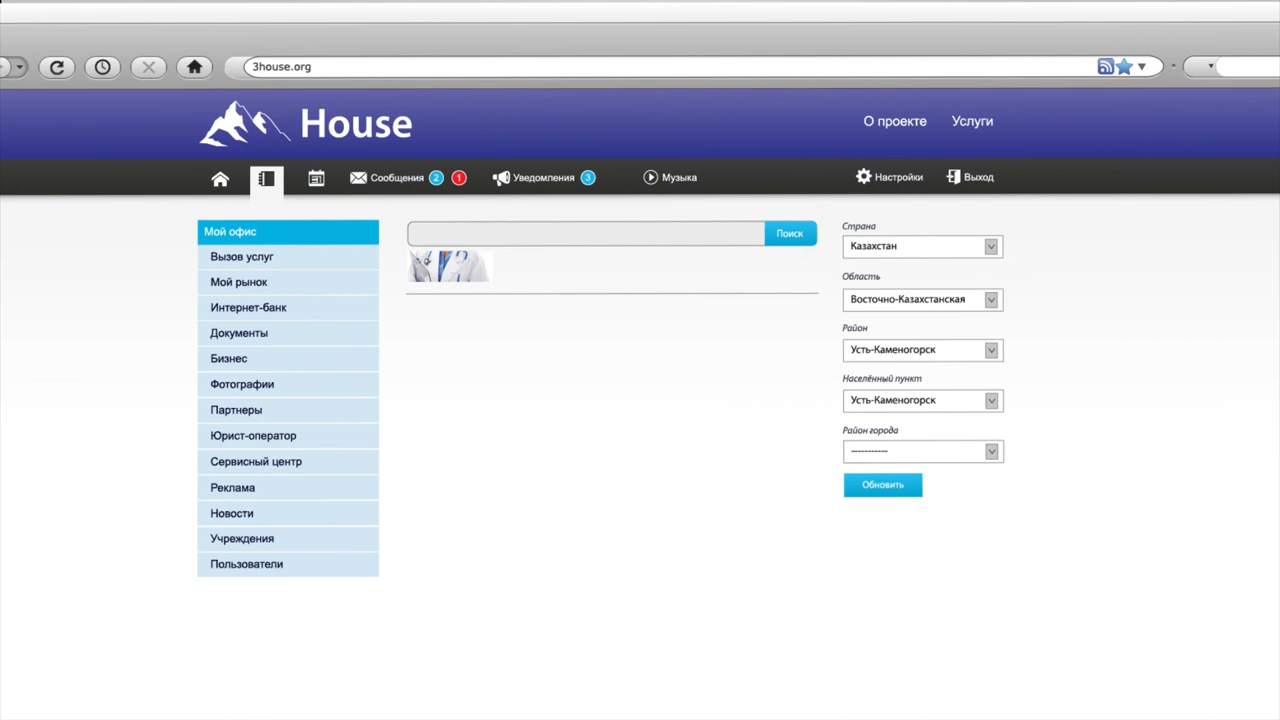 3house.org
House
О проекте Услуги
Сообщения 2 1 Уведомления 3 Музыка Настройки Выход
Мой офис
Вызов услуг
Мой рынок
Интернет-банк
Документы
Бизнес
Фотографии
Партнеры
Юрист-оператор
Сервисный центр
Реклама
Новости
Учреждения
Пользователи
Поиск
Страна
Казахстан
Область
Восточно-Казахстанская
Район
Усть-Каменогорск
Населённый пункт
Усть-Каменогорск
Район города
-----------
Обновить